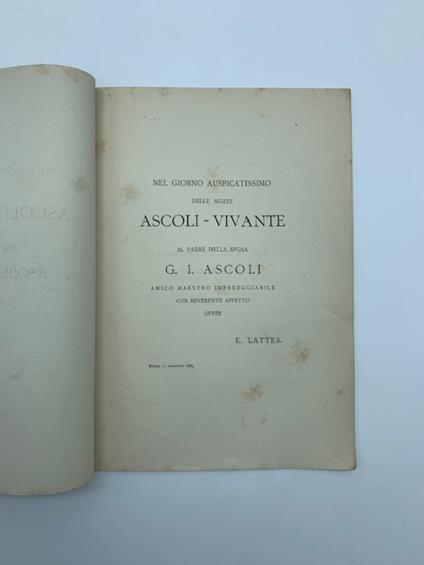 NEL GIORNO AUSPICATISSIMO
DELLE NOZZE
ASCOLI - VIVANTE
AL PADRE DELLA SPOSA
G. I. ASCOLI
AMICO MAESTRO IMPAREGGIABILE
CON REVERENTE AFFETTO
OFFRE
E. LATTES.
Milano,